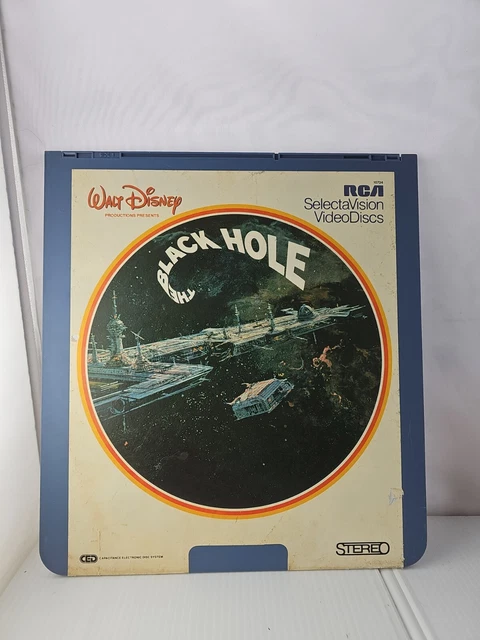 WALT DISNEY
PRODUCTIONS PRESENTS
RCA
SelectaVision
VideoDiscs
THE BLACK HOLE
CED CAPACITANCE ELECTRONIC DISC SYSTEM
STEREO